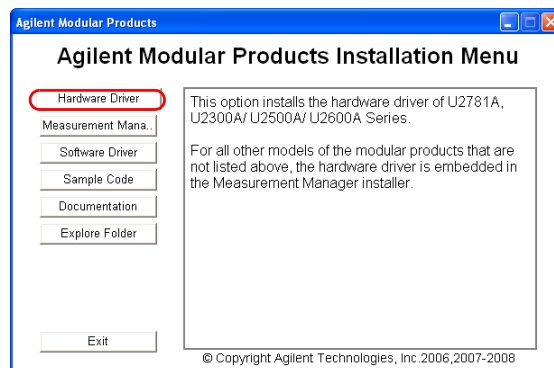 Agilent Modular Products
Agilent Modular Products Installation Menu
Hardware Driver
Measurement Mana..
Software Driver
Sample Code
Documentation
Explore Folder
Exit
This option installs the hardware driver of U2781A,
U2300A/ U2500A/ U2600A Series.
For all other models of the modular products that are
not listed above, the hardware driver is embedded in
the Measurement Manager installer.
© Copyright Agilent Technologies, Inc.2006,2007-2008